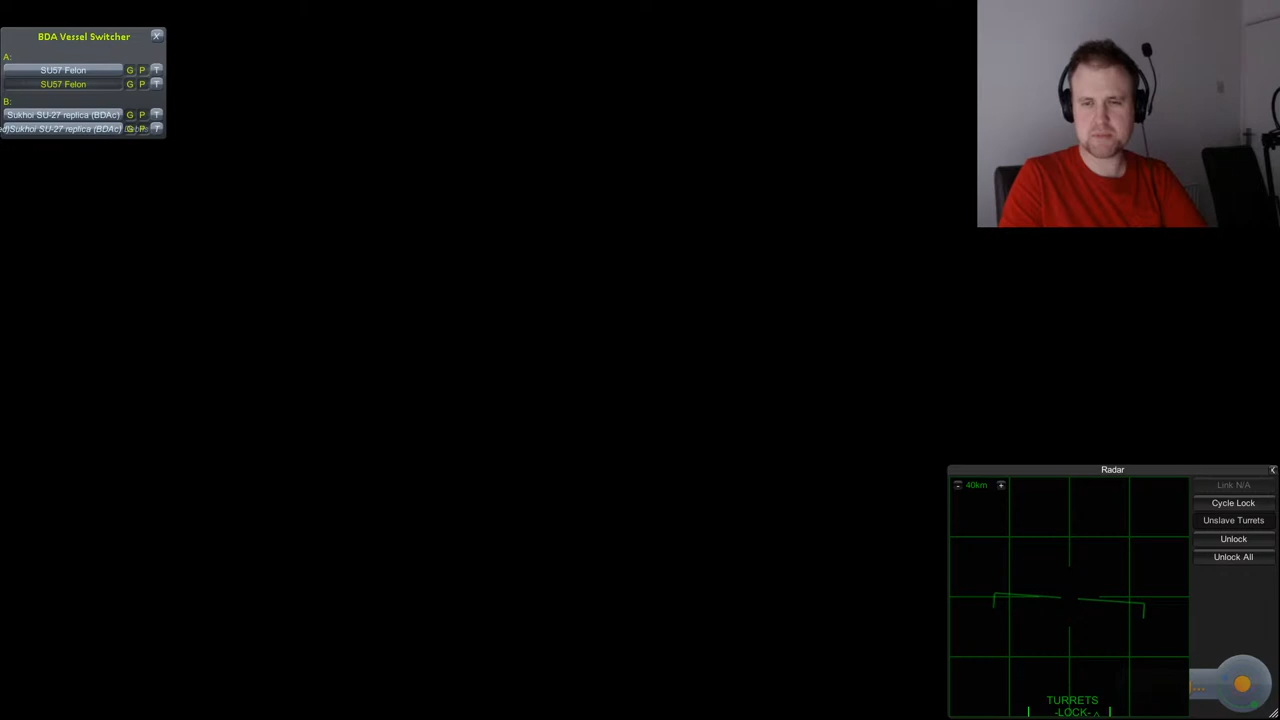 BDA Vessel Switcher X
A:
SU57 Felon G P T
SU57 Felon G P T
B:
Sukhoi SU-27 replica (BDAc) G P T
ed)Sukhoi SU-27 replica (BDAc) G P T
Radar
- 40km +
Link N/A
Cycle Lock
Unslave Turrets
Unlock
Unlock All
TURRETS
-LOCK-